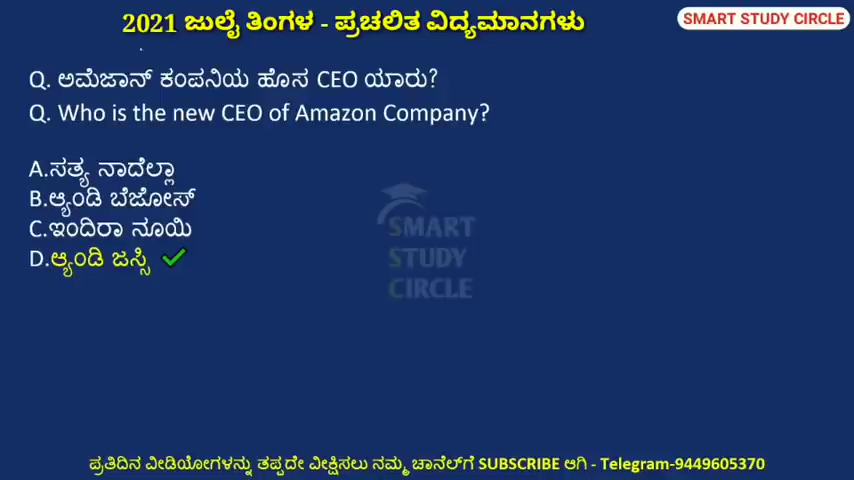 2021 ಜುಲೈ ತಿಂಗಳ - ಪ್ರಚಲಿತ ವಿದ್ಯಮಾನಗಳು
SMART STUDY CIRCLE
Q. ಅಮೆಜಾನ್ ಕಂಪನಿಯ ಹೊಸ CEO ಯಾರು?
Q. Who is the new CEO of Amazon Company?
A.ಸತ್ಯ ನಾದೆಲ್ಲಾ
B.ಆ್ಯಂಡಿ ಬೆಜೋಸ್
C.ಇಂದಿರಾ ನೂಯಿ
D.ಆ್ಯಂಡಿ ಜಸ್ಸಿ
SMART
STUDY
CIRCLE
ಪ್ರತಿದಿನ ವೀಡಿಯೋಗಳನ್ನು ತಪ್ಪದೇ ವೀಕ್ಷಿಸಲು ನಮ್ಮ ಚಾನೆಲ್‌ಗೆ SUBSCRIBE ಆಗಿ - Telegram-9449605370